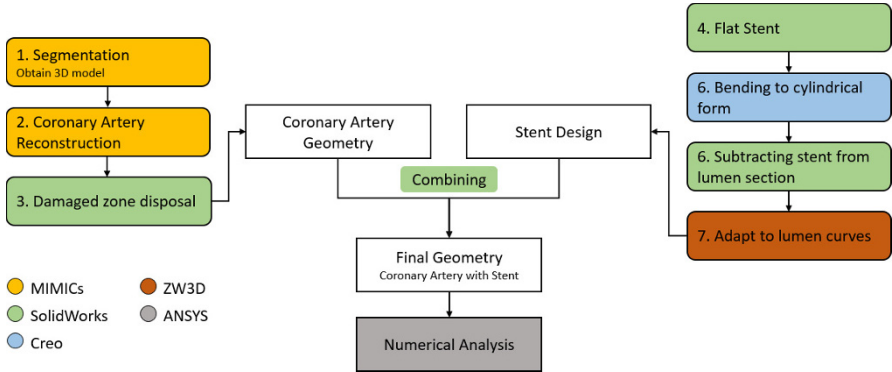 1. Segmentation
Obtain 3D model
2. Coronary Artery
Reconstruction
3. Damaged zone disposal
Coronary Artery
Geometry
Stent Design
Combining
4. Flat Stent
6. Bending to cylindrical
form
6. Subtracting stent from
lumen section
7. Adapt to lumen curves
Final Geometry
Coronary Artery with Stent
Numerical Analysis
MIMICs
SolidWorks
Creo
ZW3D
ANSYS